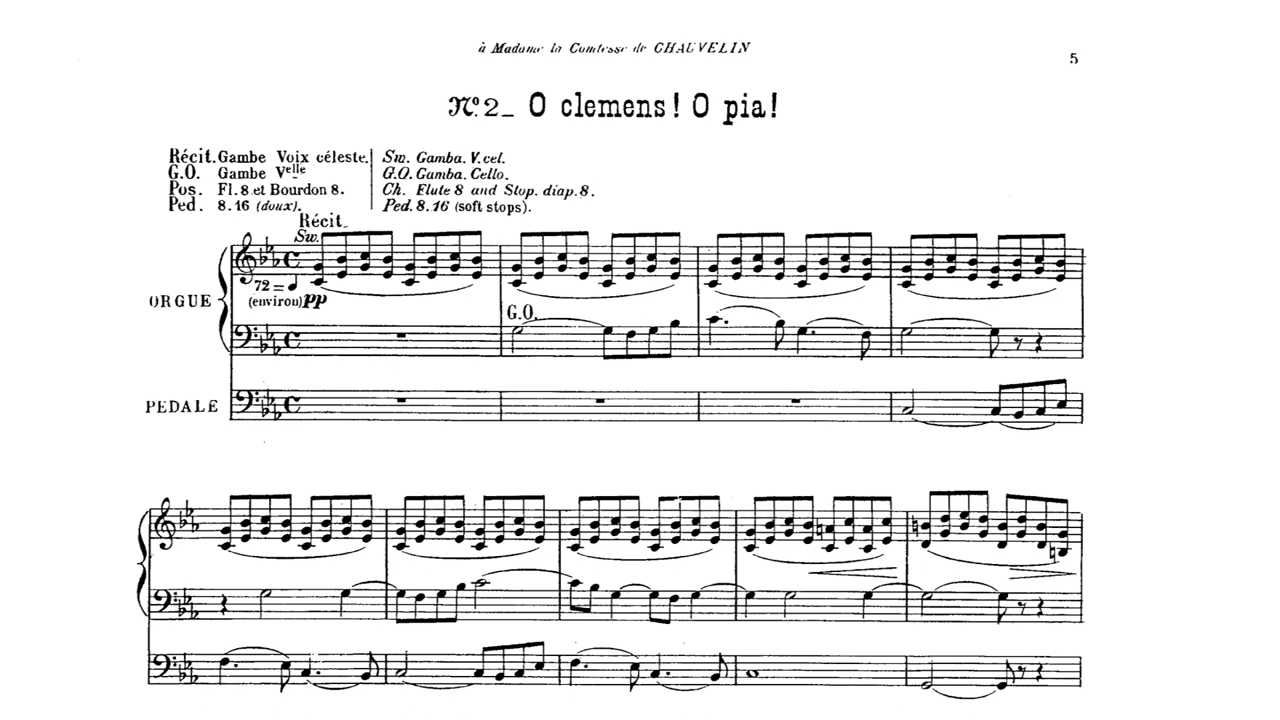 à Madame la Comtesse de CHAUVELIN
5
Nº 2_ O clemens! O pia!
Récit. Gambe Voix céleste. Sw. Gamba. V. cel.
G.O. Gambe Velle G.O. Gamba. Cello.
Pos. Fl. 8 et Bourdon 8. Ch. Flute 8 and Stop. diap. 8.
Ped. 8. 16 (doux). Ped. 8. 16 (soft stops).
Récit_
Sw.
72 = ♩
(environ) pp
ORGUE
G.O.
PEDALE